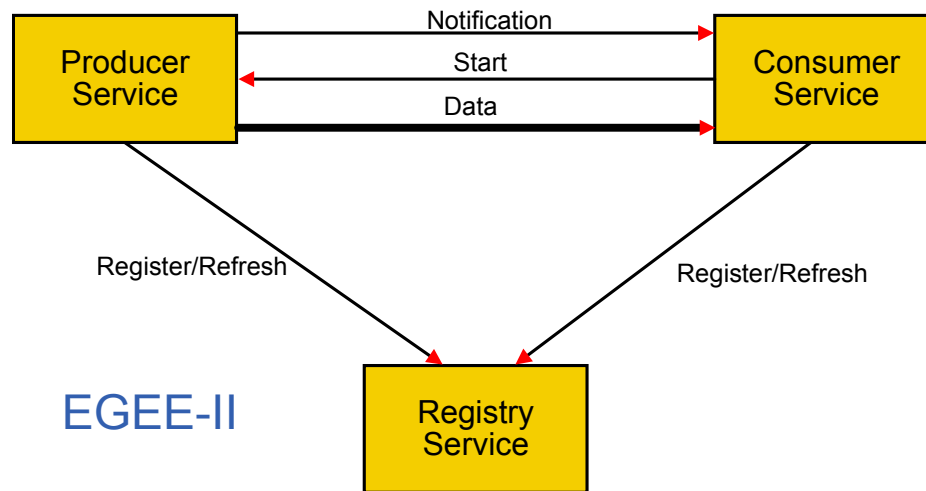 Notification
Producer
Service
Start
Consumer
Service
Data
Register/Refresh
Register/Refresh
EGEE-II
Registry
Service